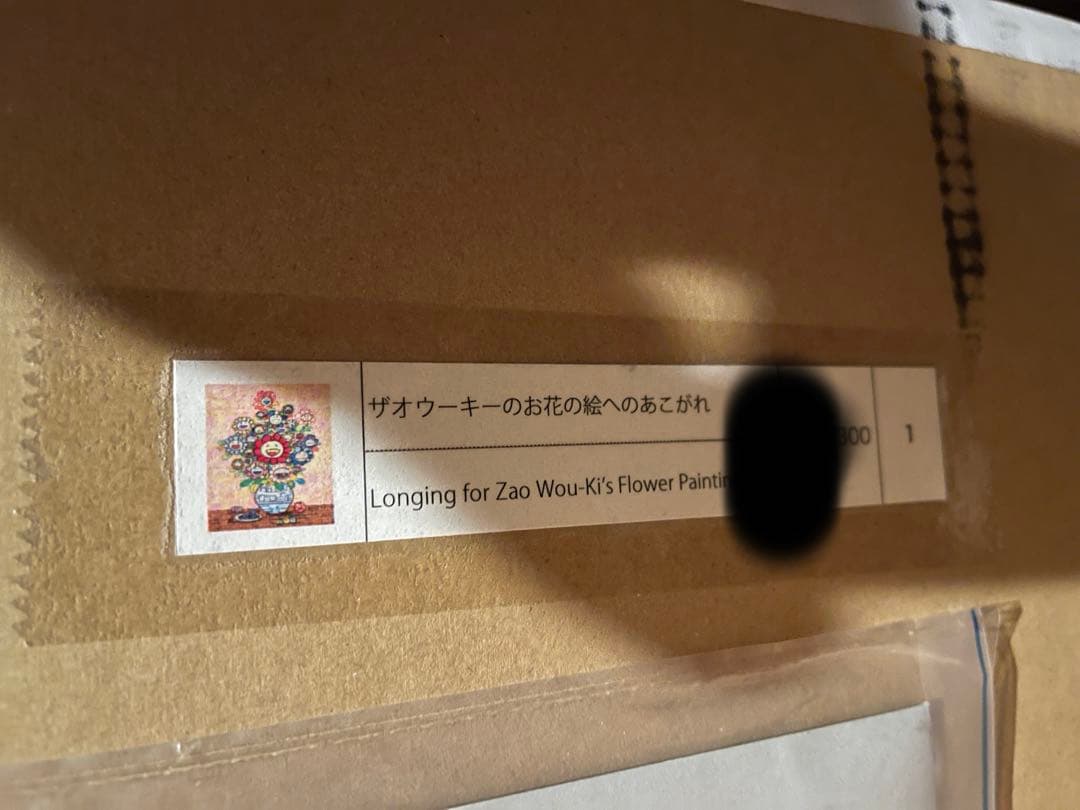 ザオウーキーのお花の絵へのあこがれ
Longing for Zao Wou-Ki's Flower
300
1